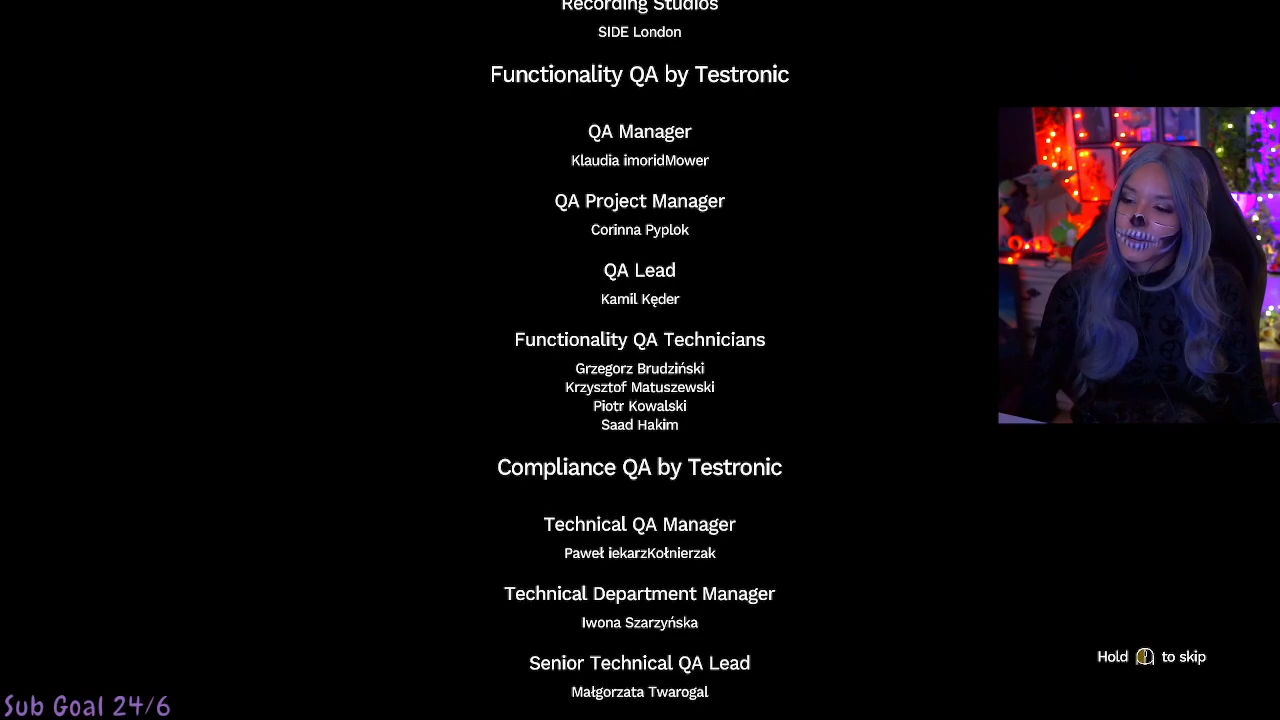 Recording Studios
SIDE London
Functionality QA by Testronic
QA Manager
Klaudia imoridMower
QA Project Manager
Corinna Pyplok
QA Lead
Kamil Kęder
Functionality QA Technicians
Grzegorz Brudziński
Krzysztof Matuszewski
Piotr Kowalski
Saad Hakim
Compliance QA by Testronic
Technical QA Manager
Paweł iekarzKołnierzak
Technical Department Manager
Iwona Szarzyńska
Hold to skip
Senior Technical QA Lead
Małgorzata Twarogal
Sub Goal 24/6